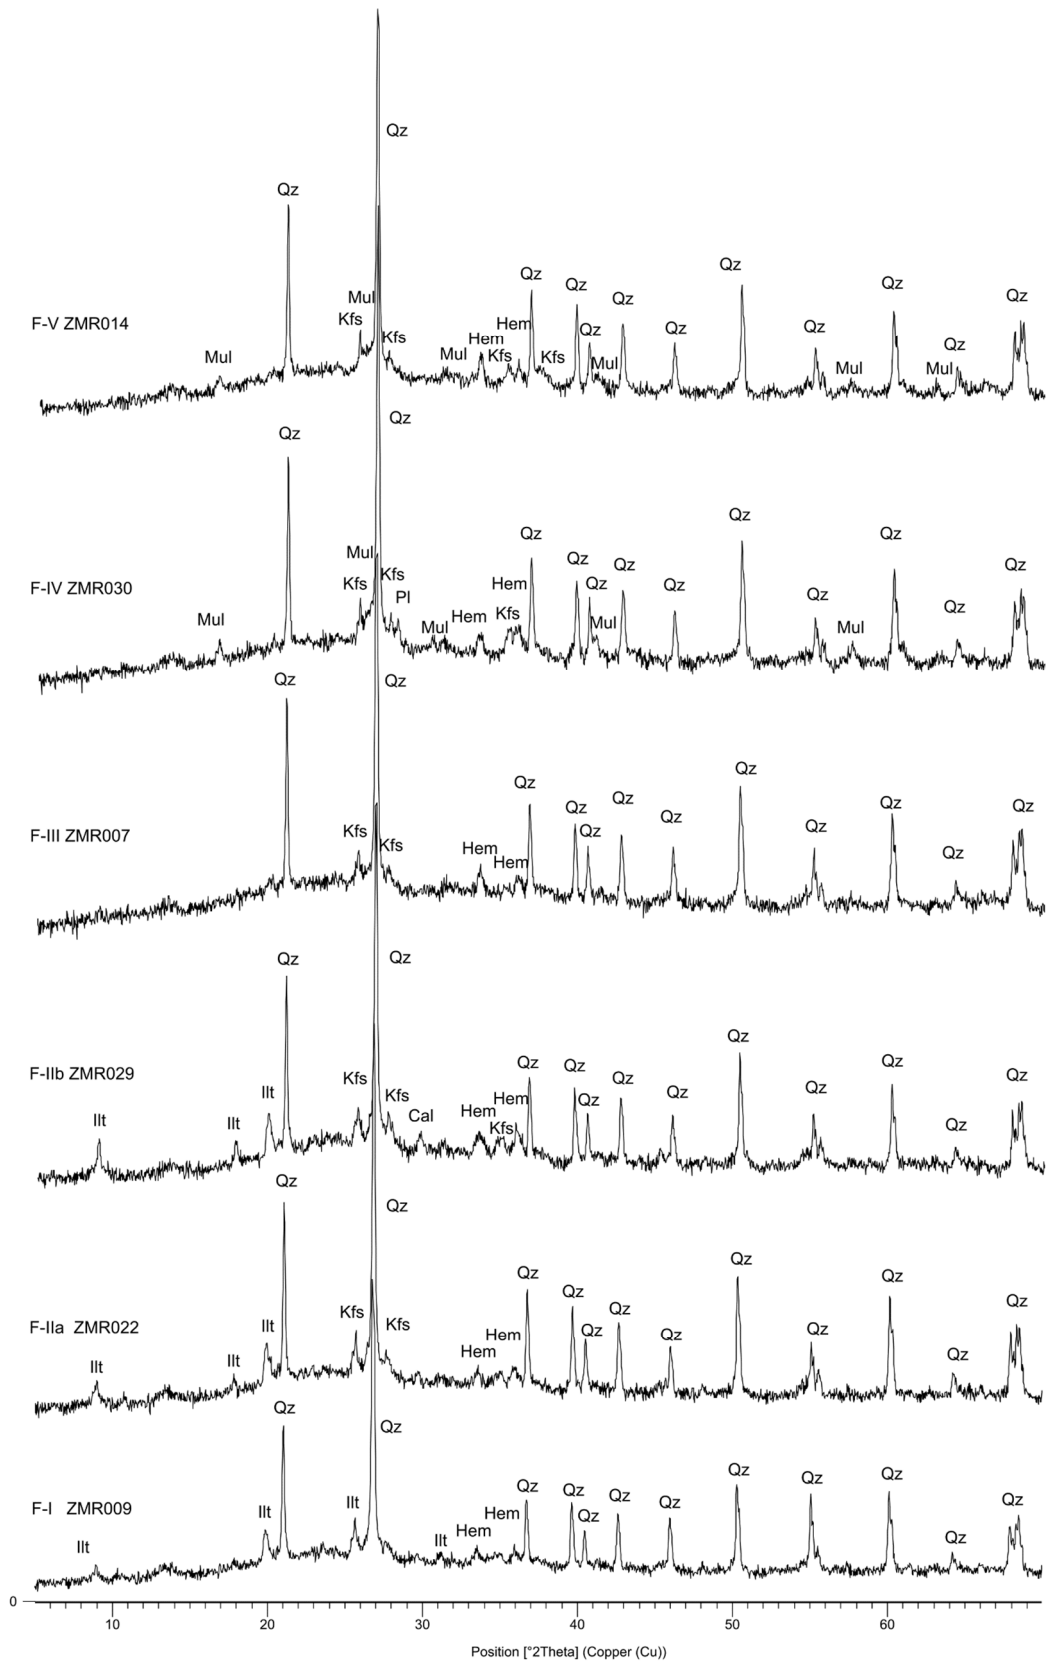 Qz
Qz
Qz
Qz
Qz
Qz
Mul
Kfs
Hem
F-V ZMR014
Qz
Qz
Qz
Kfs
Hem
Qz
Mul
Mul
Kfs
Kfs
Mul
Mul
Mul
Qz
Qz
Qz
Qz
Qz
Mul
Kfs
Kfs
Hem
Qz
Qz
Qz
Qz
Qz
F-IV ZMR030
Pl
Qz
Qz
Mul
Hem
Kfs
Mul
Mul
Mul
Qz
Qz
Qz
Qz
Qz
Qz
Qz
Qz
Qz
F-III ZMR007
Kfs
Kfs
Hem
Hem
Qz
Qz
Qz
Qz
Qz
Qz
Qz
Qz
Qz
Qz
Qz
F-IIb ZMR029
Kfs
Kfs
Hem
Qz
Qz
Qz
Ilt
Ilt
Ilt
Cal
Hem
Kfs
Qz
Qz
Qz
Qz
Qz
Qz
Qz
Qz
Qz
F-IIa ZMR022
Ilt
Kfs
Kfs
Hem
Qz
Qz
Qz
Ilt
Ilt
Hem
Qz
Qz
Qz
Qz
Qz
Qz
Qz
Qz
Qz
F-I ZMR009
Ilt
Ilt
Hem
Qz
Qz
Qz
Ilt
Ilt
Hem
Qz
0
10
20
30
40
50
60
Position [°2Theta] (Copper (Cu))